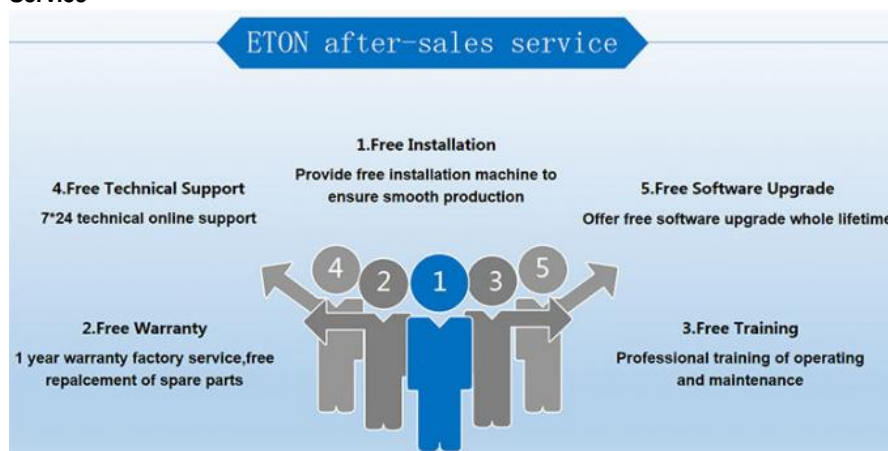 Service
ETON after-sales service
1.Free Installation
Provide free installation machine to
ensure smooth production
4.Free Technical Support
7*24 technical online support
5.Free Software Upgrade
Offer free software upgrade whole lifetime
4
2
1
3
5
2.Free Warranty
1 year warranty factory service,free
repalcement of spare parts
3.Free Training
Professional training of operating
and maintenance